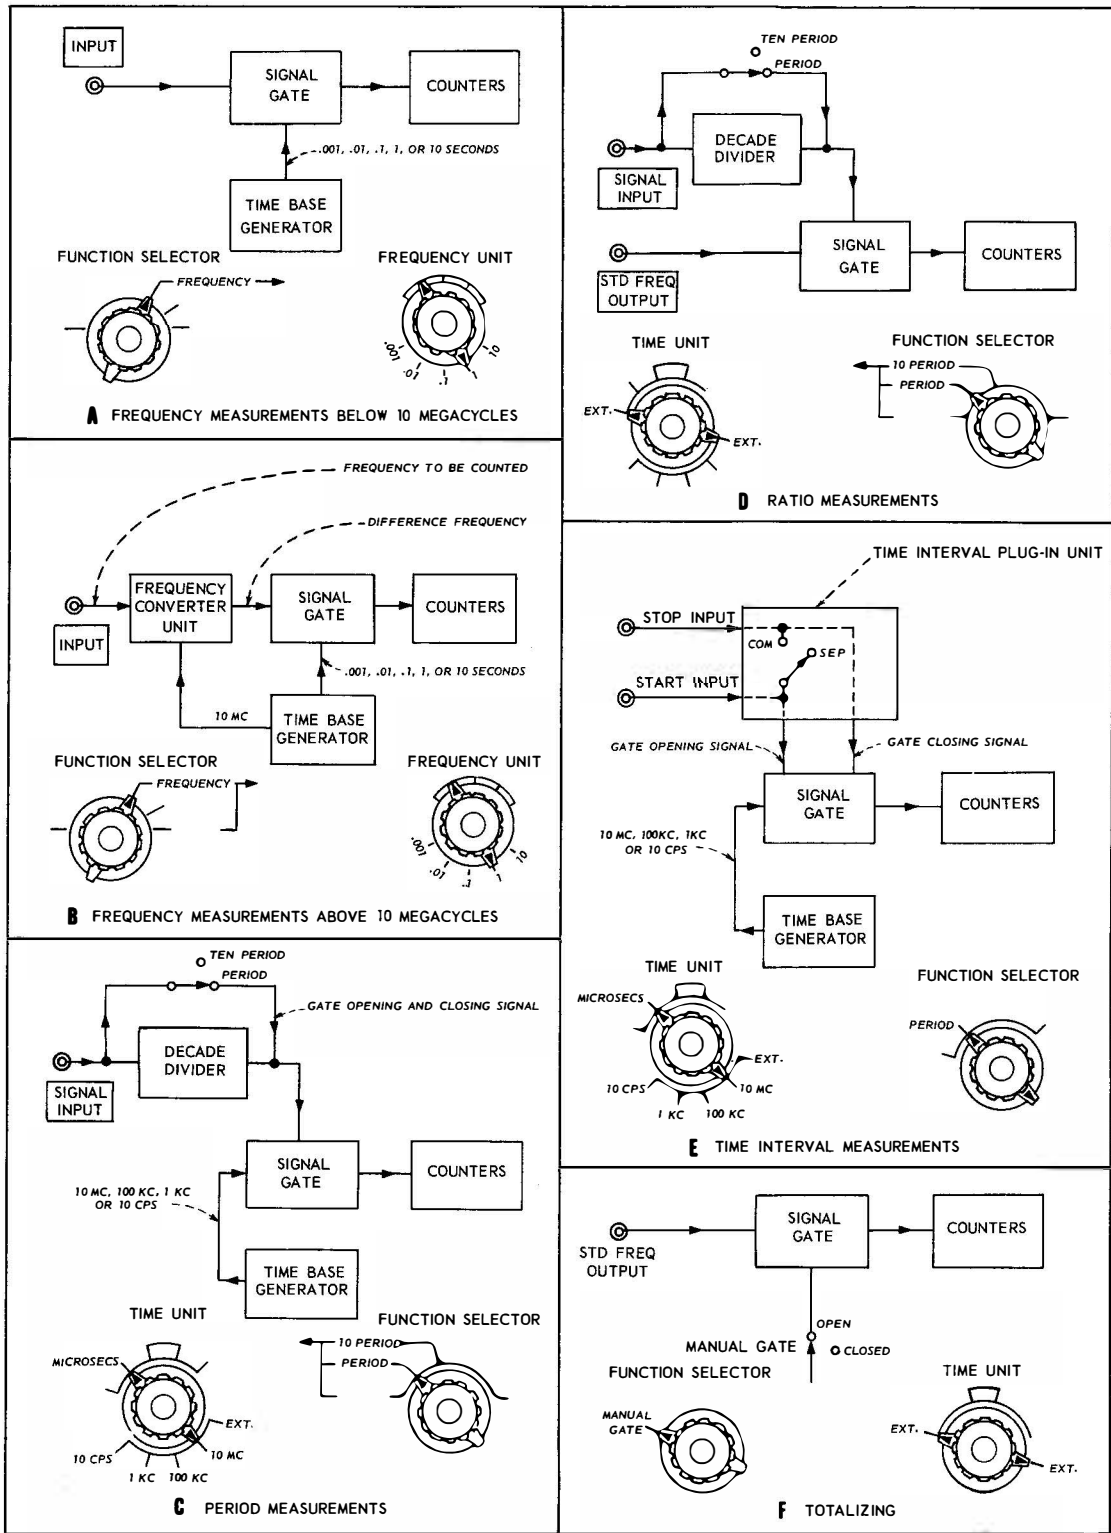 INPUT
SIGNAL
GATE
COUNTERS
.001, .01, .1, 1, OR 10 SECONDS
TIME BASE
GENERATOR
FUNCTION SELECTOR
FREQUENCY
FREQUENCY UNIT
.001
.01
.1
1
10
A FREQUENCY MEASUREMENTS BELOW 10 MEGACYCLES
FREQUENCY TO BE COUNTED
DIFFERENCE FREQUENCY
FREQUENCY
CONVERTER
UNIT
SIGNAL
GATE
COUNTERS
INPUT
.001, .01, .1, 1, OR 10 SECONDS
10 MC
TIME BASE
GENERATOR
FUNCTION SELECTOR
FREQUENCY
FREQUENCY UNIT
.001
.01
.1
1
10
B FREQUENCY MEASUREMENTS ABOVE 10 MEGACYCLES
TEN PERIOD
PERIOD
GATE OPENING AND CLOSING SIGNAL
DECADE
DIVIDER
SIGNAL
INPUT
SIGNAL
GATE
COUNTERS
10 MC, 100 KC, 1 KC
OR 10 CPS
TIME BASE
GENERATOR
TIME UNIT
MICROSECS
EXT.
10 MC
100 KC
1 KC
10 CPS
FUNCTION SELECTOR
10 PERIOD
PERIOD
C PERIOD MEASUREMENTS
TEN PERIOD
PERIOD
DECADE
DIVIDER
SIGNAL
INPUT
SIGNAL
GATE
COUNTERS
STD FREQ
OUTPUT
TIME UNIT
EXT.
EXT.
FUNCTION SELECTOR
10 PERIOD
PERIOD
D RATIO MEASUREMENTS
TIME INTERVAL PLUG-IN UNIT
STOP INPUT
COM
SEP
START INPUT
GATE OPENING SIGNAL
GATE CLOSING SIGNAL
SIGNAL
GATE
COUNTERS
10 MC, 100KC, 1KC
OR 10 CPS
TIME BASE
GENERATOR
TIME UNIT
MICROSECS
EXT.
10 MC
100 KC
1 KC
10 CPS
FUNCTION SELECTOR
PERIOD
E TIME INTERVAL MEASUREMENTS
STD FREQ
OUTPUT
SIGNAL
GATE
COUNTERS
OPEN
MANUAL GATE
CLOSED
FUNCTION SELECTOR
MANUAL
GATE
TIME UNIT
EXT.
EXT.
F TOTALIZING